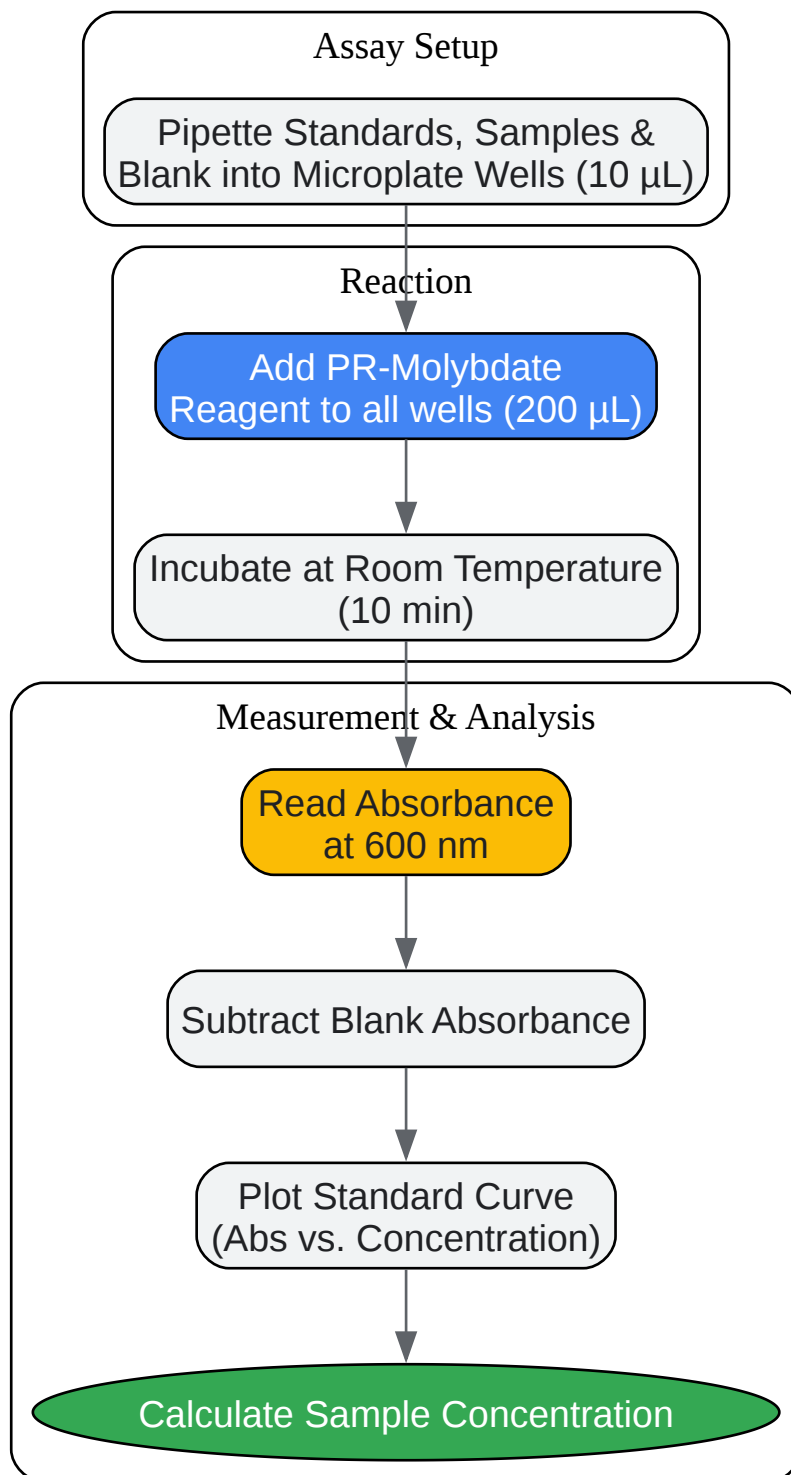 Assay Setup
Pipette Standards, Samples &
Blank into Microplate Wells (10 µL)
Reaction
Add PR-Molybdate
Reagent to all wells (200 µL)
Incubate at Room Temperature
(10 min)
Measurement & Analysis
Read Absorbance
at 600 nm
Subtract Blank Absorbance
Plot Standard Curve
(Abs vs. Concentration)
Calculate Sample Concentration